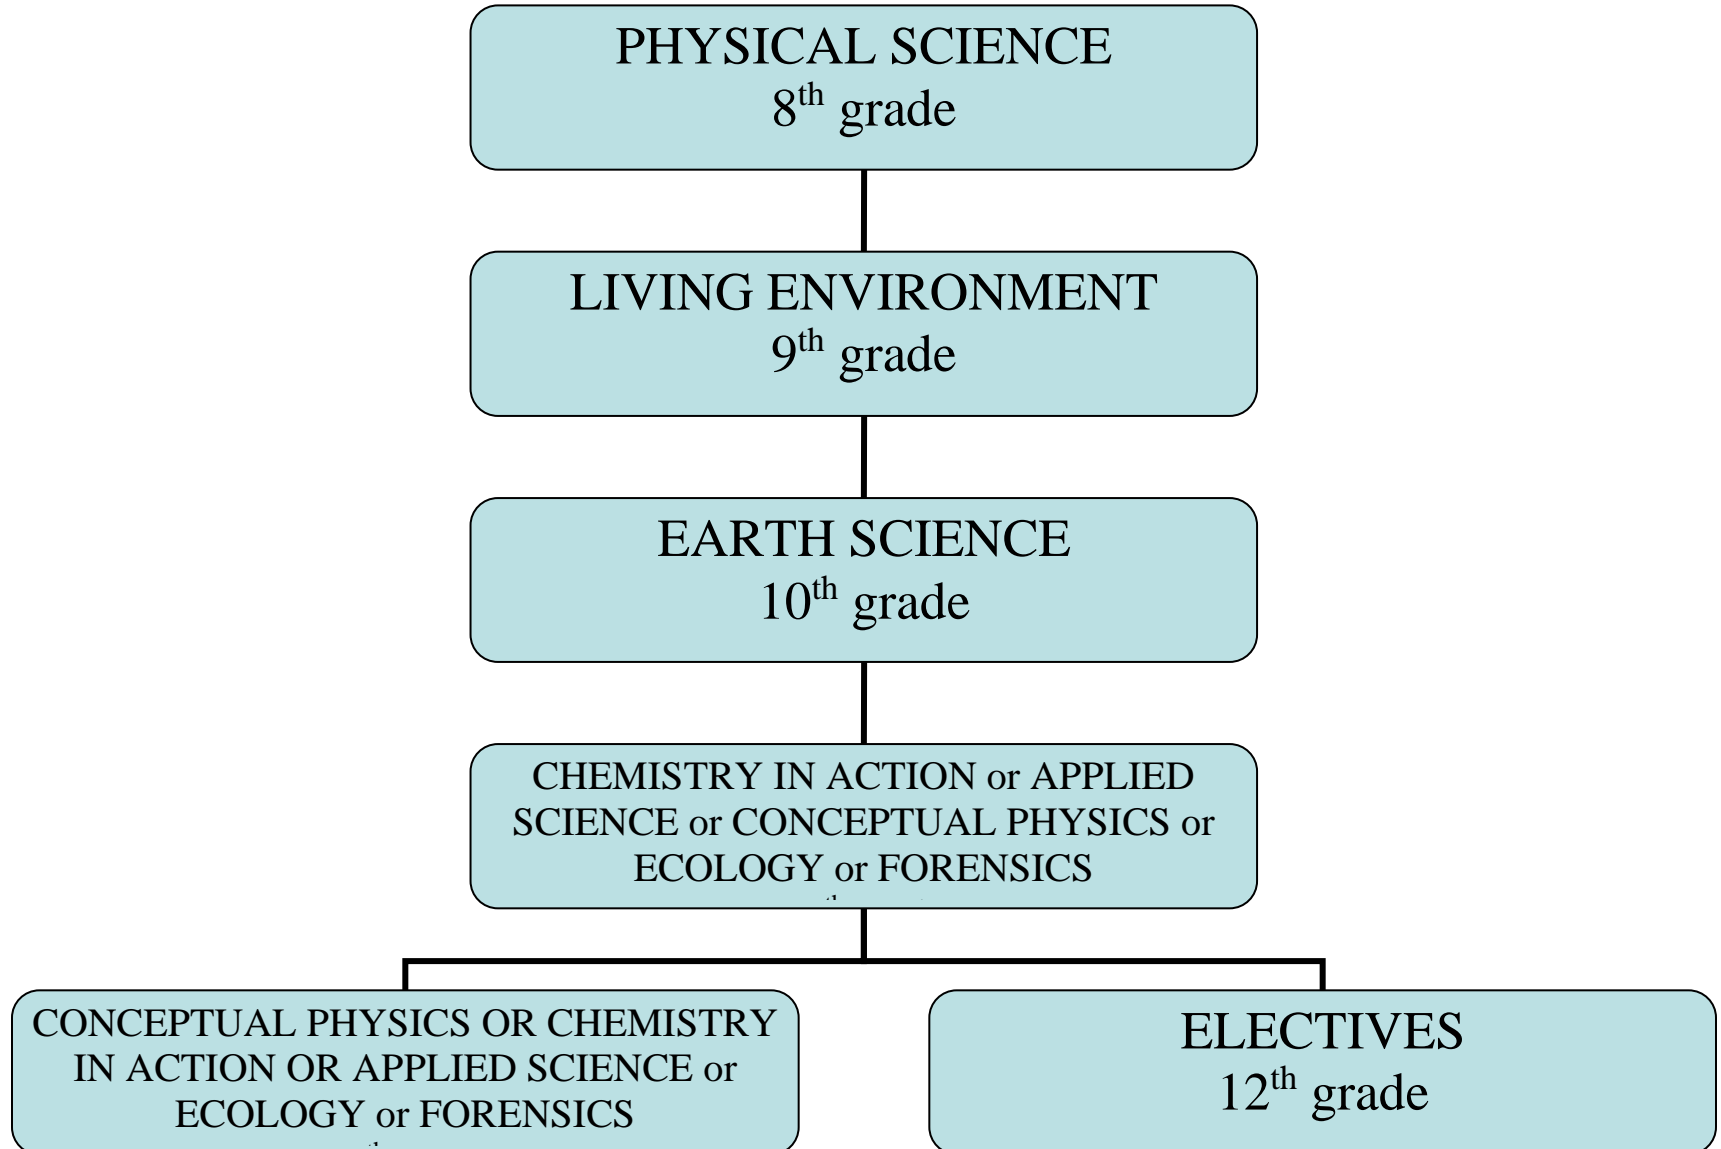 PHYSICAL SCIENCE
8th grade
LIVING ENVIRONMENT
9th grade
EARTH SCIENCE
10th grade
CHEMISTRY IN ACTION or APPLIED
SCIENCE or CONCEPTUAL PHYSICS or
ECOLOGY or FORENSICS
CONCEPTUAL PHYSICS OR CHEMISTRY
IN ACTION OR APPLIED SCIENCE or
ECOLOGY or FORENSICS
ELECTIVES
12th grade